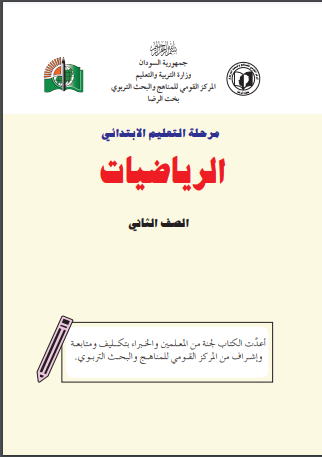 بسم الله الرحمن الرحيم
جمهورية السودان
وزارة التربية والتعليم
المركز القومي للمناهج والبحث التربوي
بخت الرضا
مرحلة التعليم الابتدائي
الرياضيات
الصف الثاني
أعدّت الكتاب لجنة من المعلمين والخبراء بتكليف ومتابعة
وإشراف من المركز القومي للمناهج والبحث التربوي.